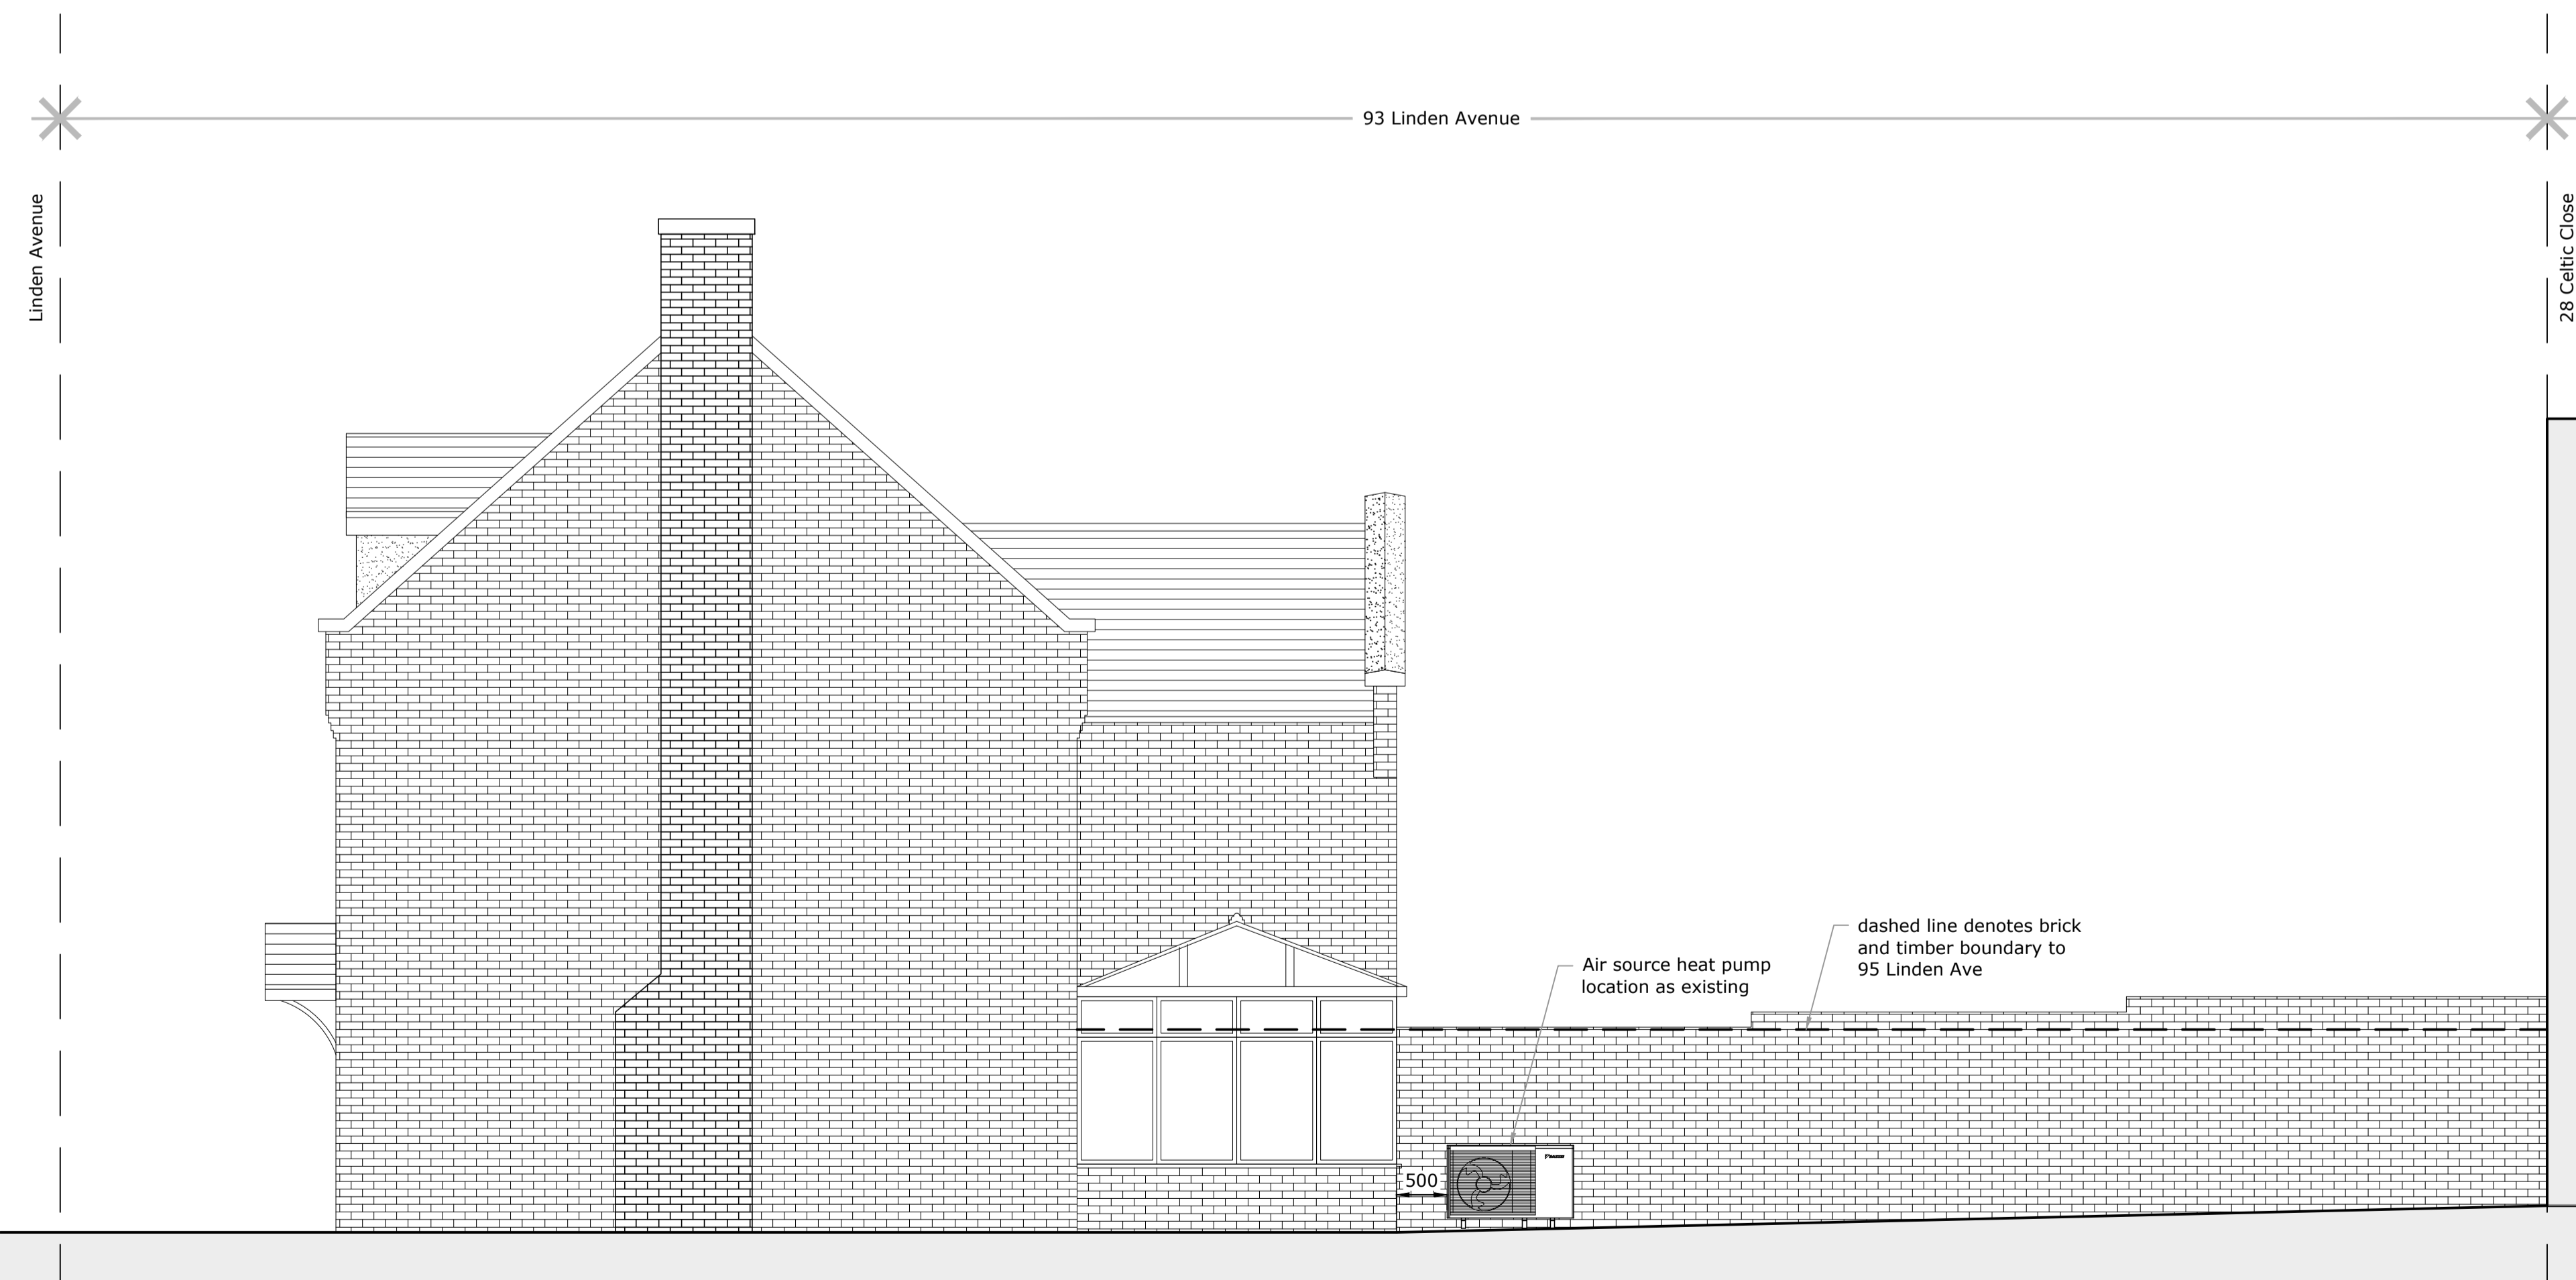 93 Linden Avenue
Linden Avenue
28 Celtic Close
dashed line denotes brick
and timber boundary to
95 Linden Ave
Air source heat pump
location as existing
500